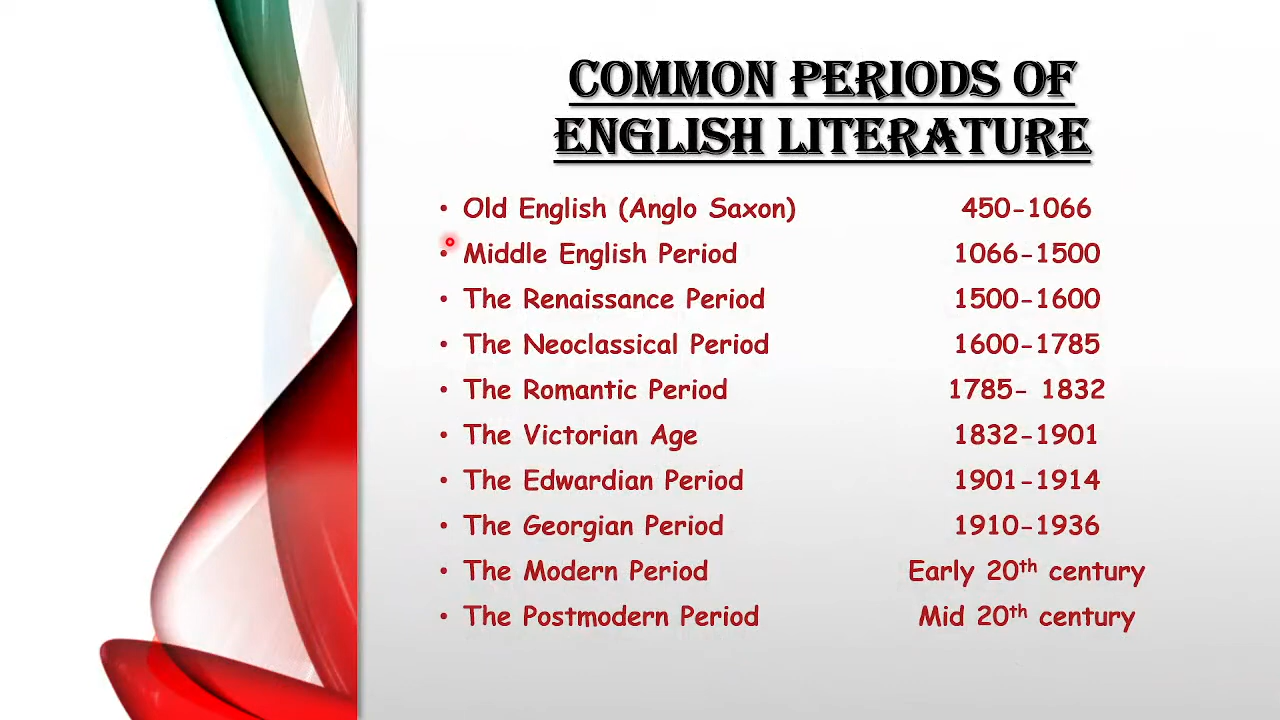 COMMON PERIODS OF
ENGLISH LITERATURE
• Old English (Anglo Saxon) 450-1066
• Middle English Period 1066-1500
• The Renaissance Period 1500-1600
• The Neoclassical Period 1600-1785
• The Romantic Period 1785- 1832
• The Victorian Age 1832-1901
• The Edwardian Period 1901-1914
• The Georgian Period 1910-1936
• The Modern Period Early 20th century
• The Postmodern Period Mid 20th century